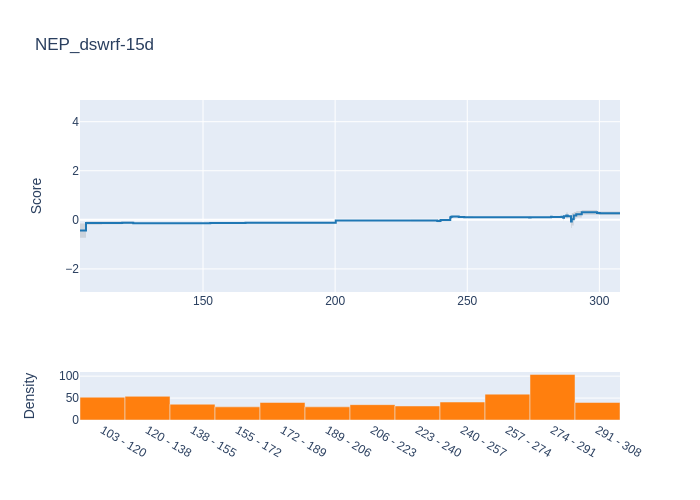 NEP_dswrf-15d
Score
4
2
0
−2
150
200
250
300
Density
100
50
0
103 - 120
120 - 138
138 - 155
155 - 172
172 - 189
189 - 206
206 - 223
223 - 240
240 - 257
257 - 274
274 - 291
291 - 308